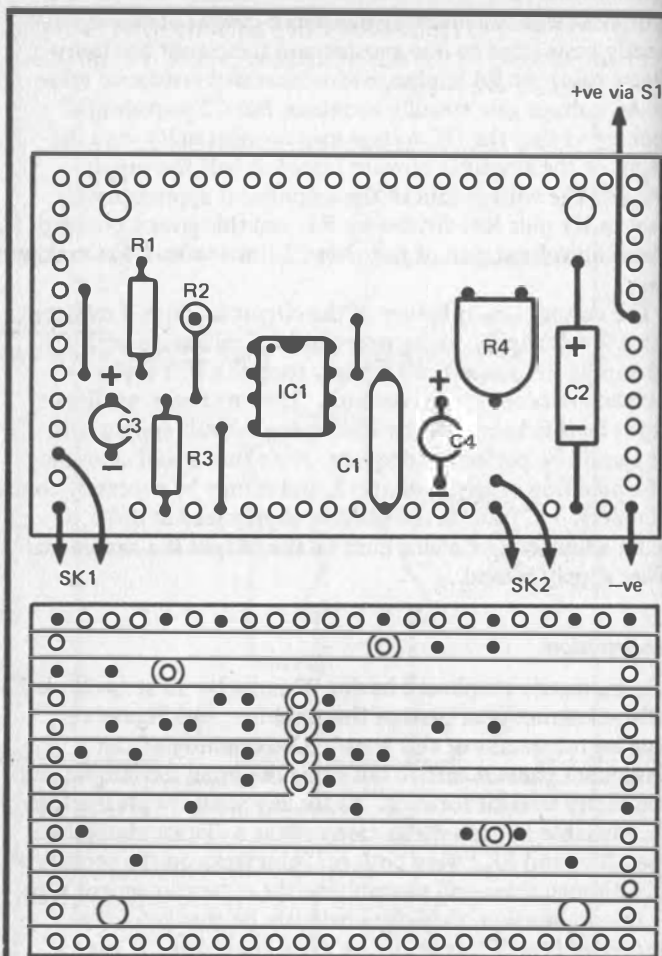 +ve via S1
R1
R2
R4
+
IC1
+
C3
+
C2
R3
C1
C4
–
–
–
SK1
SK2
–ve